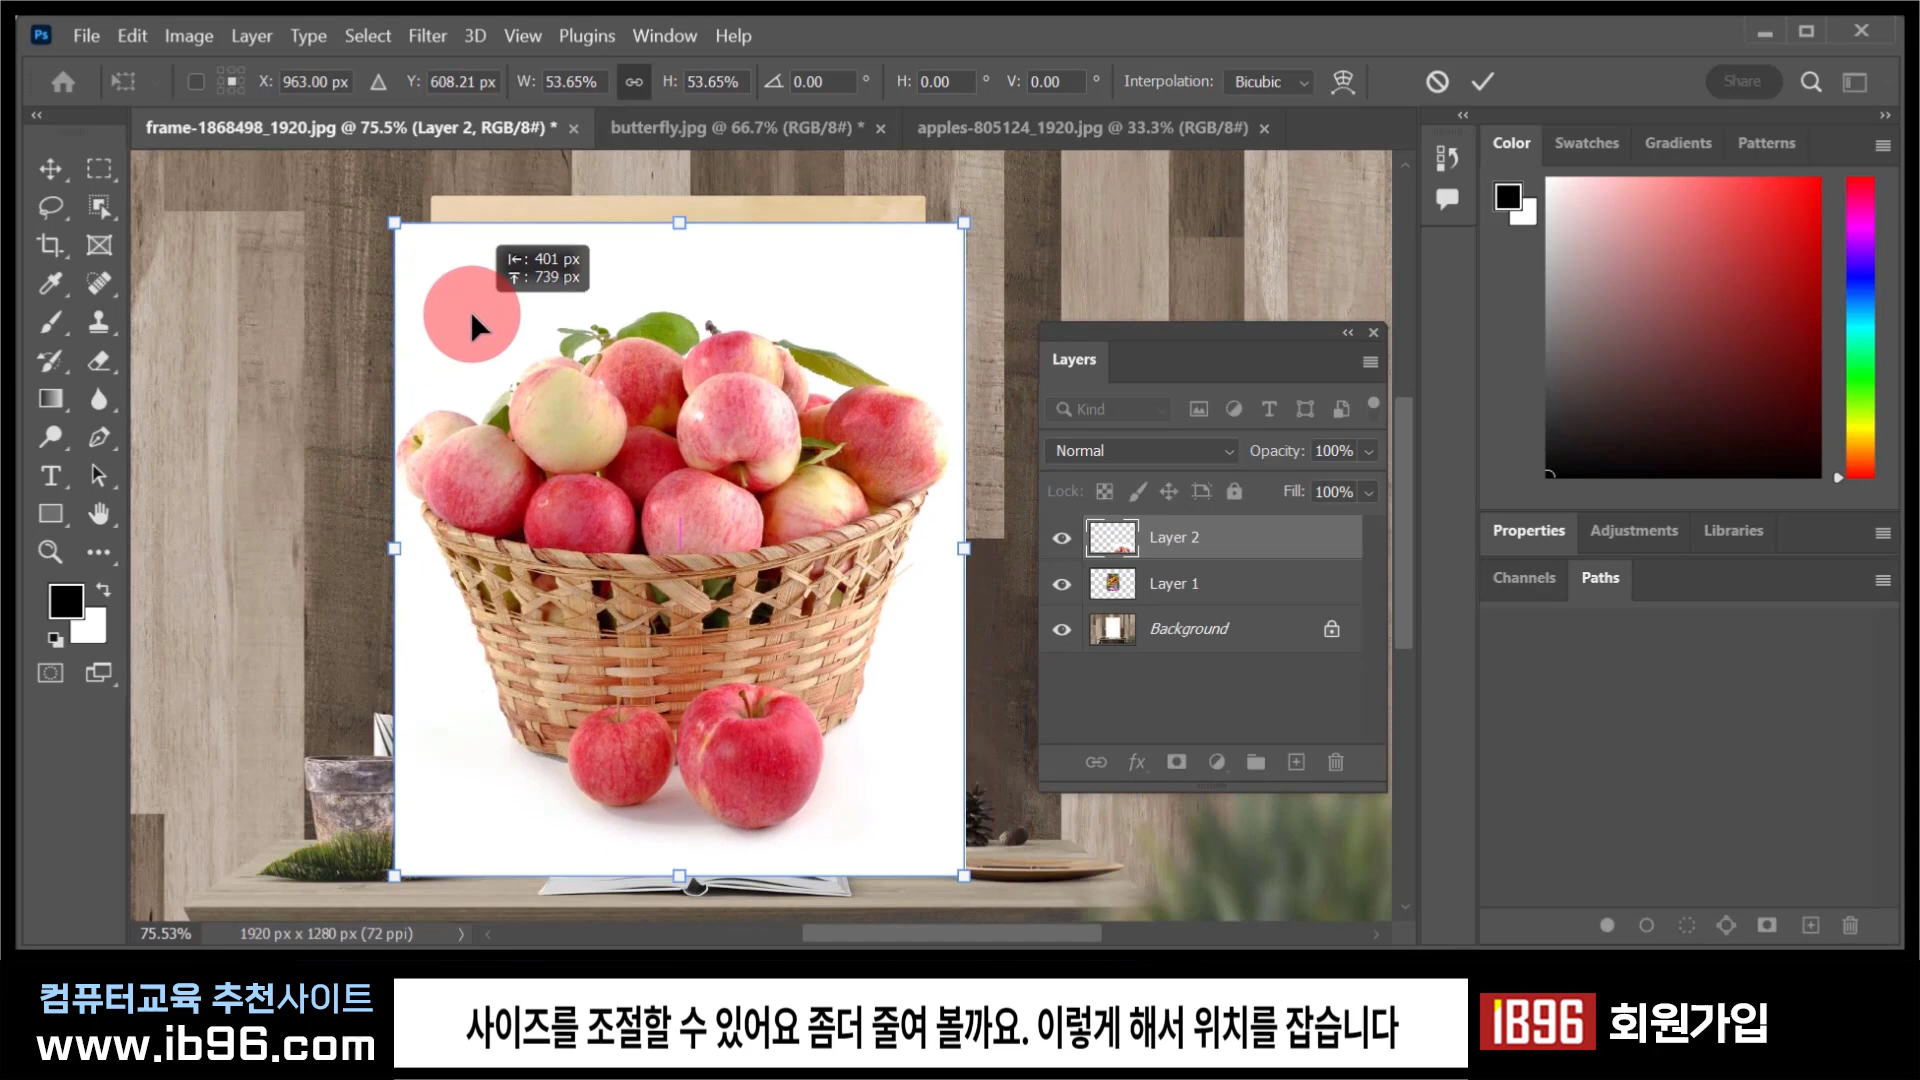 Ps File Edit Image Layer Type Select Filter 3D View Plugins Window Help
X: 963.00 px Y: 608.21 px W: 53.65% H: 53.65% 0.00 ° H: 0.00 ° V: 0.00 ° Interpolation: Bicubic Share
frame-1868498_1920.jpg @ 75.5% (Layer 2, RGB/8#) * butterfly.jpg @ 66.7% (RGB/8#) * apples-805124_1920.jpg @ 33.3% (RGB/8#)
Color Swatches Gradients Patterns
: 401 px
: 739 px
Layers
Kind
Normal Opacity: 100%
Lock: Fill: 100%
Layer 2
Layer 1
Background
Properties Adjustments Libraries
Channels Paths
75.53% 1920 px x 1280 px (72 ppi)
컴퓨터교육 추천사이트
www.ib96.com
사이즈를 조절할 수 있어요 좀더 줄여 볼까요. 이렇게 해서 위치를 잡습니다
IB96 회원가입